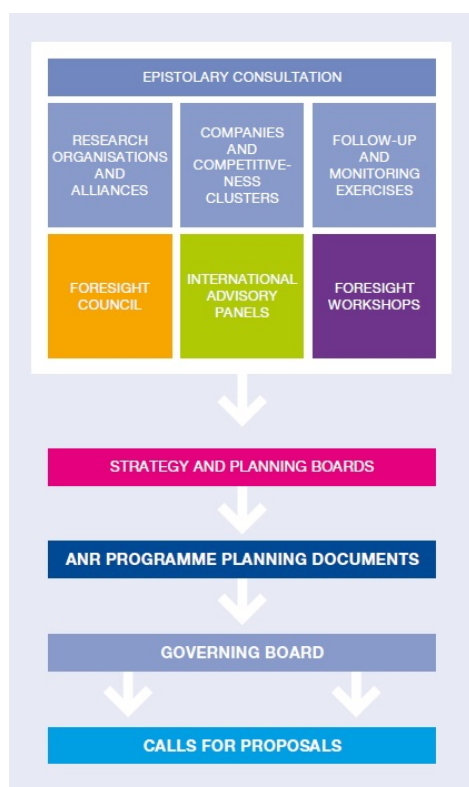 EPISTOLARY CONSULTATION
RESEARCH
ORGANISATIONS
AND
ALLIANCES
COMPANIES
AND
COMPETITIVE-
NESS
CLUSTERS
FOLLOW-UP
AND
MONITORING
EXERCISES
FORESIGHT
COUNCIL
INTERNATIONAL
ADVISORY
PANELS
FORESIGHT
WORKSHOPS
STRATEGY AND PLANNING BOARDS
ANR PROGRAMME PLANNING DOCUMENTS
GOVERNING BOARD
CALLS FOR PROPOSALS